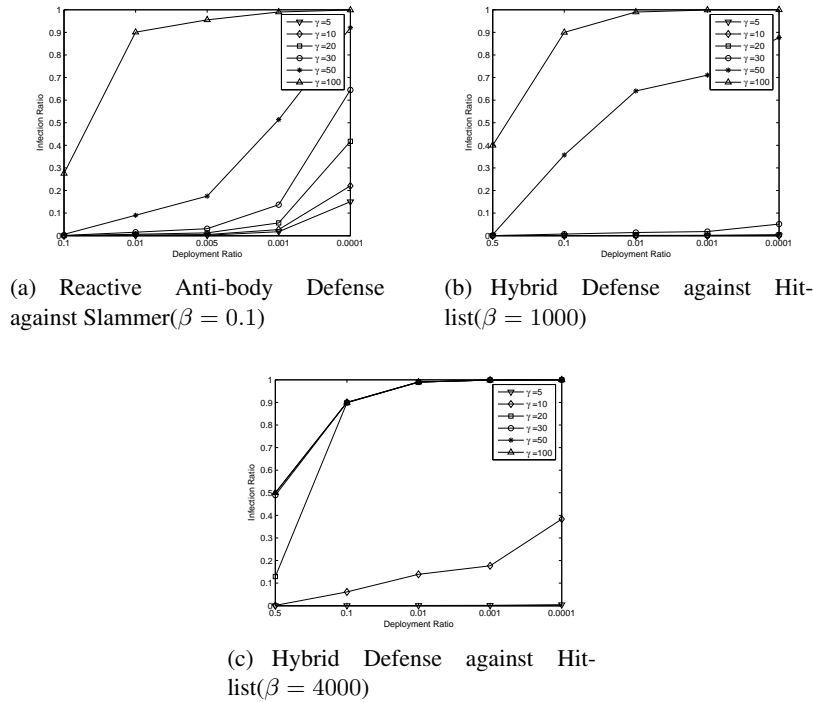 1
0.9
0.8
0.7
0.6
0.5
0.4
0.3
0.2
0.1
0
Infection Ratio
γ=5
γ=10
γ=20
γ=30
γ=50
γ=100
0.1 0.01 0.005 0.001 0.0001
Deployment Ratio
(a) Reactive Anti-body Defense
against Slammer(β = 0.1)
1
0.9
0.8
0.7
0.6
0.5
0.4
0.3
0.2
0.1
0
Infection Ratio
γ=5
γ=10
γ=20
γ=30
γ=50
γ=100
0.5 0.1 0.01 0.001 0.0001
Deployment Ratio
(b) Hybrid Defense against Hit-
list(β = 1000)
1
0.9
0.8
0.7
0.6
0.5
0.4
0.3
0.2
0.1
0
Infection Ratio
γ=5
γ=10
γ=20
γ=30
γ=50
γ=100
0.5 0.1 0.01 0.001 0.0001
Deployment Ratio
(c) Hybrid Defense against Hit-
list(β = 4000)